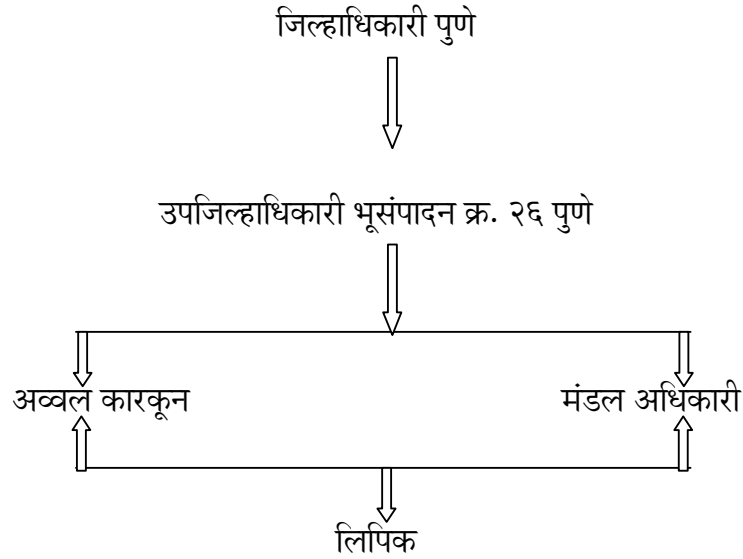 जिल्हाधिकारी पुणे
उपजिल्हाधिकारी भूसंपादन क्र. २६ पुणे
अव्वल कारकून मंडल अधिकारी
लिपिक